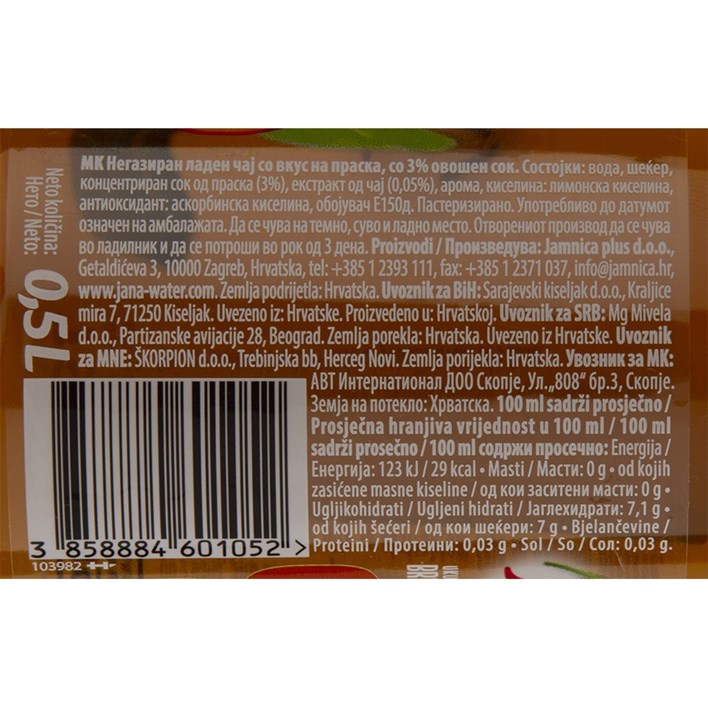 МК Негазиран ладен чај со вкус на праска, со 3% овошен сок. Состојки: вода, шеќер,
концентриран сок од праска (3%), екстракт од чај (0,05%), арома, киселина: лимонска киселина,
антиоксидант: аскорбинска киселина, обојувач Е150д. Пастеризирано. Употребливо до датумот
означен на амбалажата. Да се чува на темно, суво и ладно место. Отворениот производ да се чува
во ладилник и да се потроши во рок од 3 дена. Proizvodi / Произведува: Jamnica plus d.o.o.,
Getaldićeva 3, 10000 Zagreb, Hrvatska, tel: +385 1 2393 111, fax: +385 1 2371 037, info@jamnica.hr,
www.jana-water.com. Zemlja podrijetla: Hrvatska. Uvoznik za BiH: Sarajevski kiseljak d.o.o., Kraljice
mira 7, 71250 Kiseljak. Uvezeno iz: Hrvatske. Proizvedeno u: Hrvatskoj. Uvoznik za SRB: Mg Mivela
d.o.o., Partizanske avijacije 28, Beograd. Zemlja porekla: Hrvatska. Uvezeno iz Hrvatske. Uvoznik
za MNE: ŠKORPION d.o.o., Trebinjska bb, Herceg Novi. Zemlja porijekla: Hrvatska. Увозник за МК:
АВТ Интернационал ДОО Скопје, Ул.„808” бр.3, Скопје.
Земја на потекло: Хрватска. 100 ml sadrži prosječno /
Prosječna hranjiva vrijednost u 100 ml / 100 ml
sadrži prosečno / 100 ml содржи просечно: Energija /
Енергија: 123 kJ / 29 kcal • Masti / Масти: 0 g • od kojih
zasićene masne kiseline / од кои заситени масти: 0 g •
Ugljikohidrati / Ugljeni hidrati / Јаглехидрати: 7,1 g •
od kojih šećeri / од кои шеќери: 7 g • Bjelančevine /
Proteini / Протеини: 0,03 g • Sol / So / Сол: 0,03 g.
Neto količina:
Нето / Neto:
0,5L
3 858884 601052 >
103982